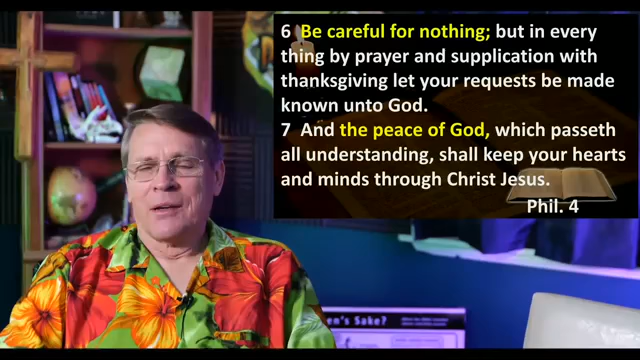 6 Be careful for nothing; but in every
thing by prayer and supplication with
thanksgiving let your requests be made
known unto God.
7 And the peace of God, which passeth
all understanding, shall keep your hearts
and minds through Christ Jesus.
Phil. 4
en's Sake?